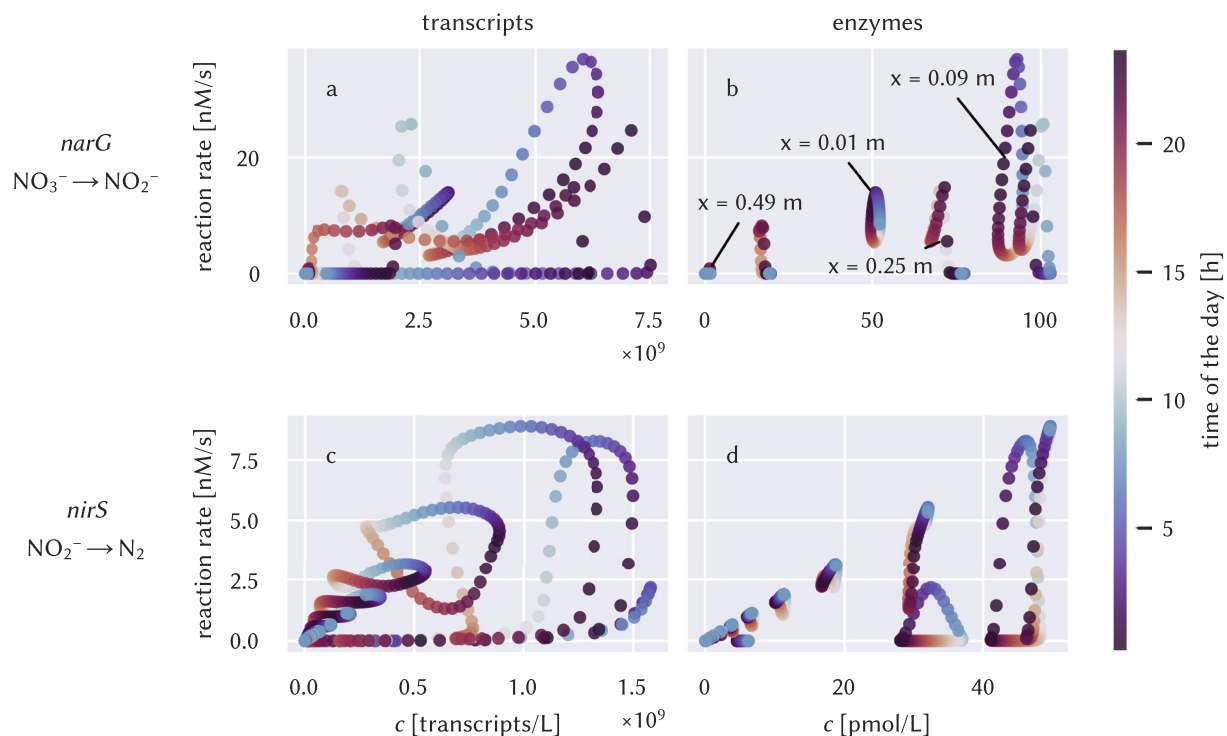 transcripts
enzymes
narG
NO₃⁻ → NO₂⁻
reaction rate [nM/s]
20
0
a
0.0
2.5
5.0
7.5
×10⁹
b
x = 0.09 m
x = 0.01 m
x = 0.49 m
x = 0.25 m
0
50
100
nirS
NO₂⁻ → N₂
reaction rate [nM/s]
7.5
5.0
2.5
0.0
c
0.0
0.5
1.0
1.5
×10⁹
c [transcripts/L]
d
0
20
40
c [pmol/L]
20
15
10
5
time of the day [h]